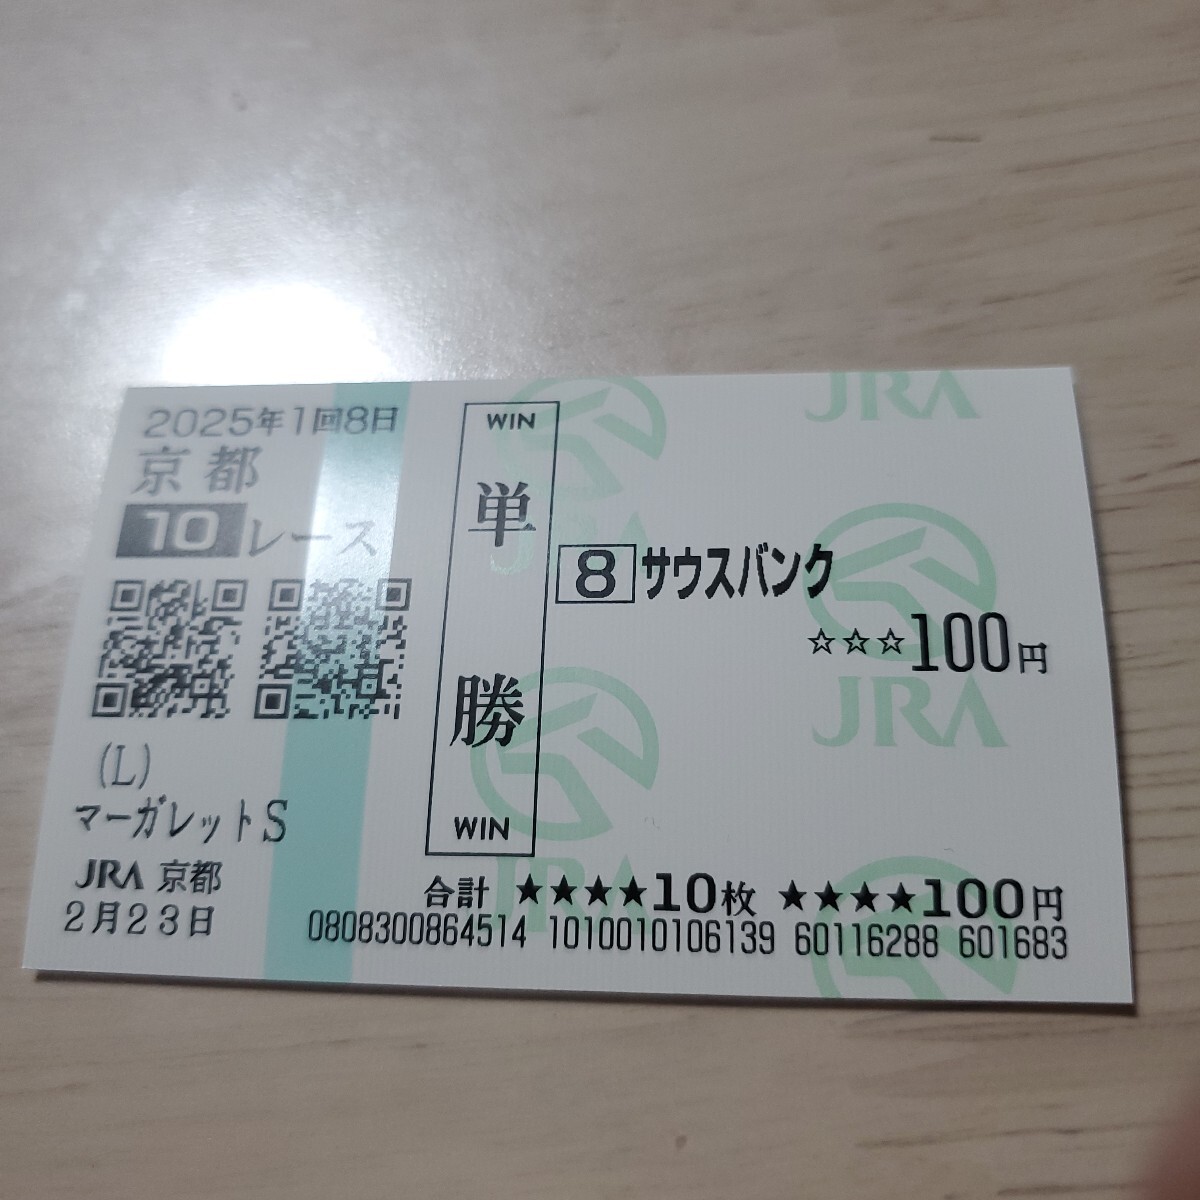 2025年1回8日
京都
10レース
(L)
マーガレットS
JRA 京都
2月23日
WIN
単勝
WIN
8 サウスバンク
☆☆☆100円
合計 ★★★★10枚 ★★★★100円
0808300864514 1010010106139 60116288 601683
JRA
JRA
JRA
JRA